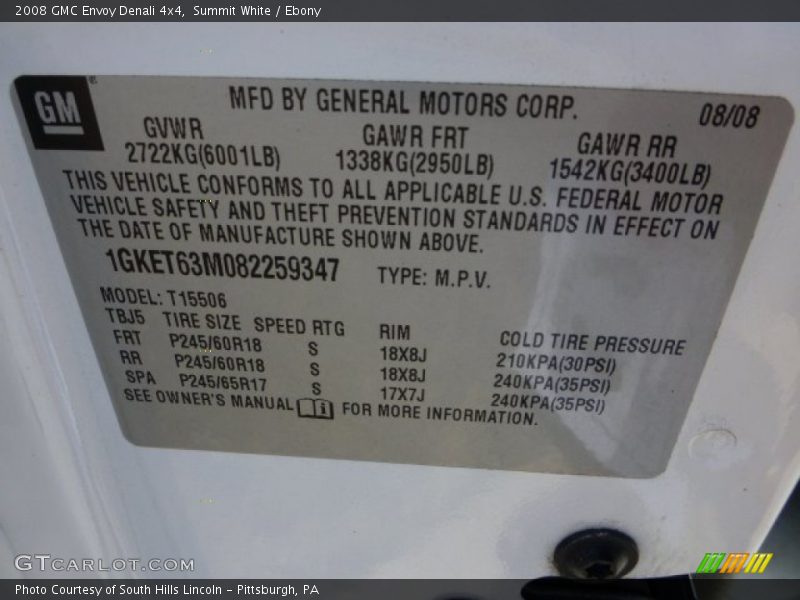 2008 GMC Envoy Denali 4x4, Summit White / Ebony
GM®
MFD BY GENERAL MOTORS CORP. 08/08
GVWR GAWR FRT GAWR RR
2722KG(6001LB) 1338KG(2950LB) 1542KG(3400LB)
THIS VEHICLE CONFORMS TO ALL APPLICABLE U.S. FEDERAL MOTOR
VEHICLE SAFETY AND THEFT PREVENTION STANDARDS IN EFFECT ON
THE DATE OF MANUFACTURE SHOWN ABOVE.
1GKET63M082259347 TYPE: M.P.V.
MODEL: T15506
TBJ5 TIRE SIZE SPEED RTG RIM COLD TIRE PRESSURE
FRT P245/60R18 S 18X8J 210KPA(30PSI)
RR P245/60R18 S 18X8J 240KPA(35PSI)
SPA P245/65R17 S 17X7J 240KPA(35PSI)
SEE OWNER'S MANUAL FOR MORE INFORMATION.
GTCARLOT.COM
Photo Courtesy of South Hills Lincoln - Pittsburgh, PA